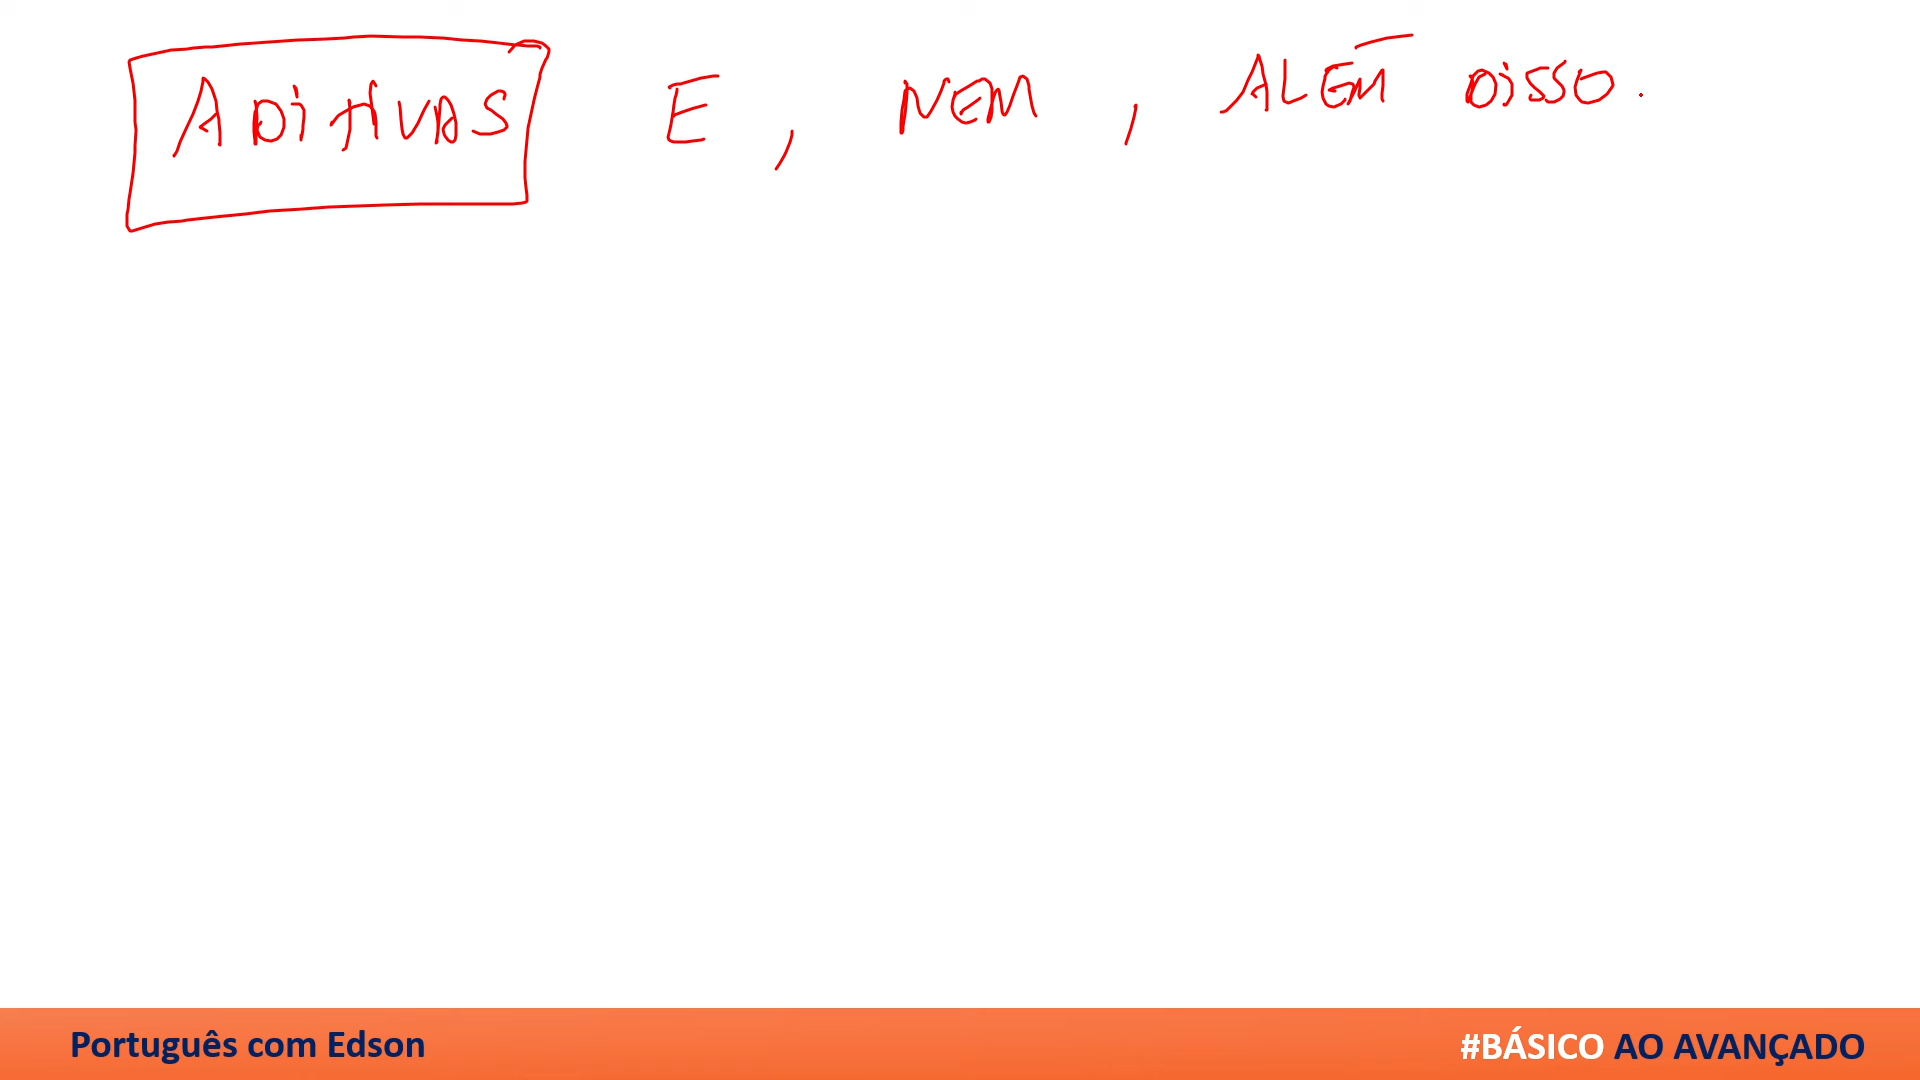 ADITIVAS E, NEM, ALÉM DISSO.
Português com Edson
#BÁSICO AO AVANÇADO